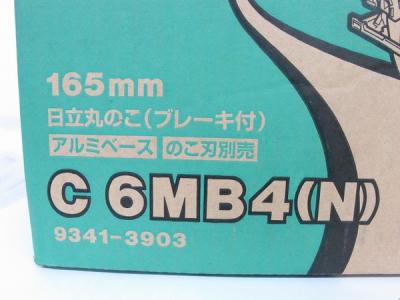 165mm
日立丸のこ(ブレーキ付)
アルミベース のこ刃別売
C 6MB4(N)
9341-3903